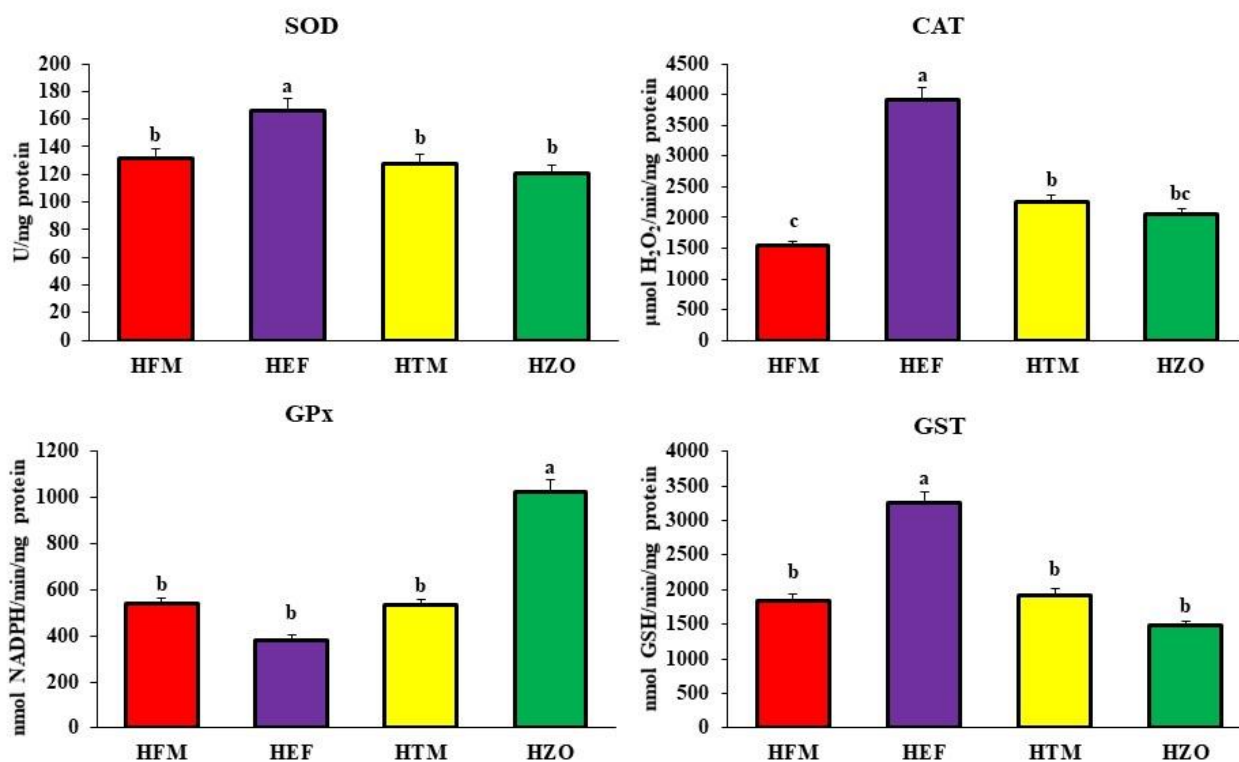 SOD
U/mg protein
200
180
160
140
120
100
80
60
40
20
0
b
a
b
b
HFM HEF HTM HZO
CAT
µmol H₂O₂/min/mg protein
4500
4000
3500
3000
2500
2000
1500
1000
500
0
c
a
b
bc
HFM HEF HTM HZO
GPx
nmol NADPH/min/mg protein
1200
1000
800
600
400
200
0
b
b
b
a
HFM HEF HTM HZO
GST
nmol GSH/min/mg protein
4000
3500
3000
2500
2000
1500
1000
500
0
b
a
b
b
HFM HEF HTM HZO